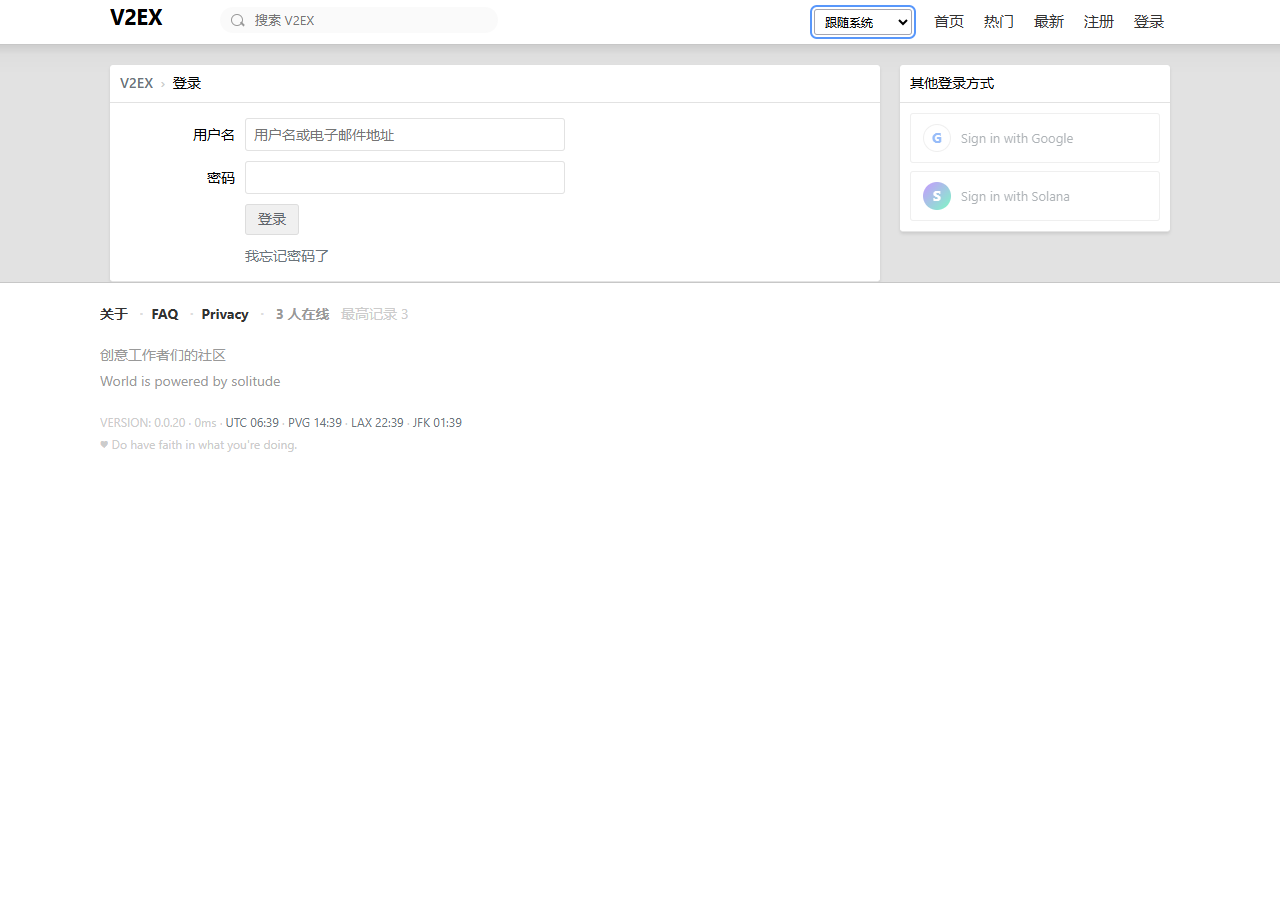 V2EX
搜索 V2EX
跟随系统 首页 热门 最新 注册 登录
V2EX › 登录
用户名 用户名或电子邮件地址
密码
登录
我忘记密码了
其他登录方式
G Sign in with Google
S Sign in with Solana
关于 · FAQ · Privacy · 3 人在线 最高记录 3
创意工作者们的社区
World is powered by solitude
VERSION: 0.0.20 · 0ms · UTC 06:39 · PVG 14:39 · LAX 22:39 · JFK 01:39
♥ Do have faith in what you're doing.